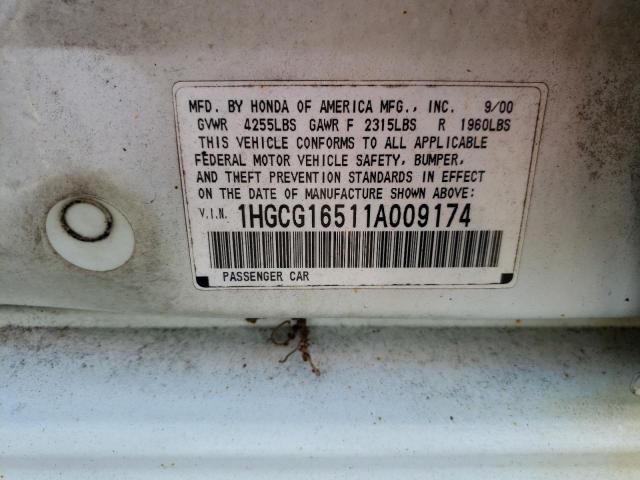 MFD. BY HONDA OF AMERICA MFG., INC. 9/00
GVWR 4255LBS GAWR F 2315LBS R 1960LBS
THIS VEHICLE CONFORMS TO ALL APPLICABLE
FEDERAL MOTOR VEHICLE SAFETY, BUMPER,
AND THEFT PREVENTION STANDARDS IN EFFECT
ON THE DATE OF MANUFACTURE SHOWN ABOVE:
V.I.N. 1HGCG16511A009174
PASSENGER CAR